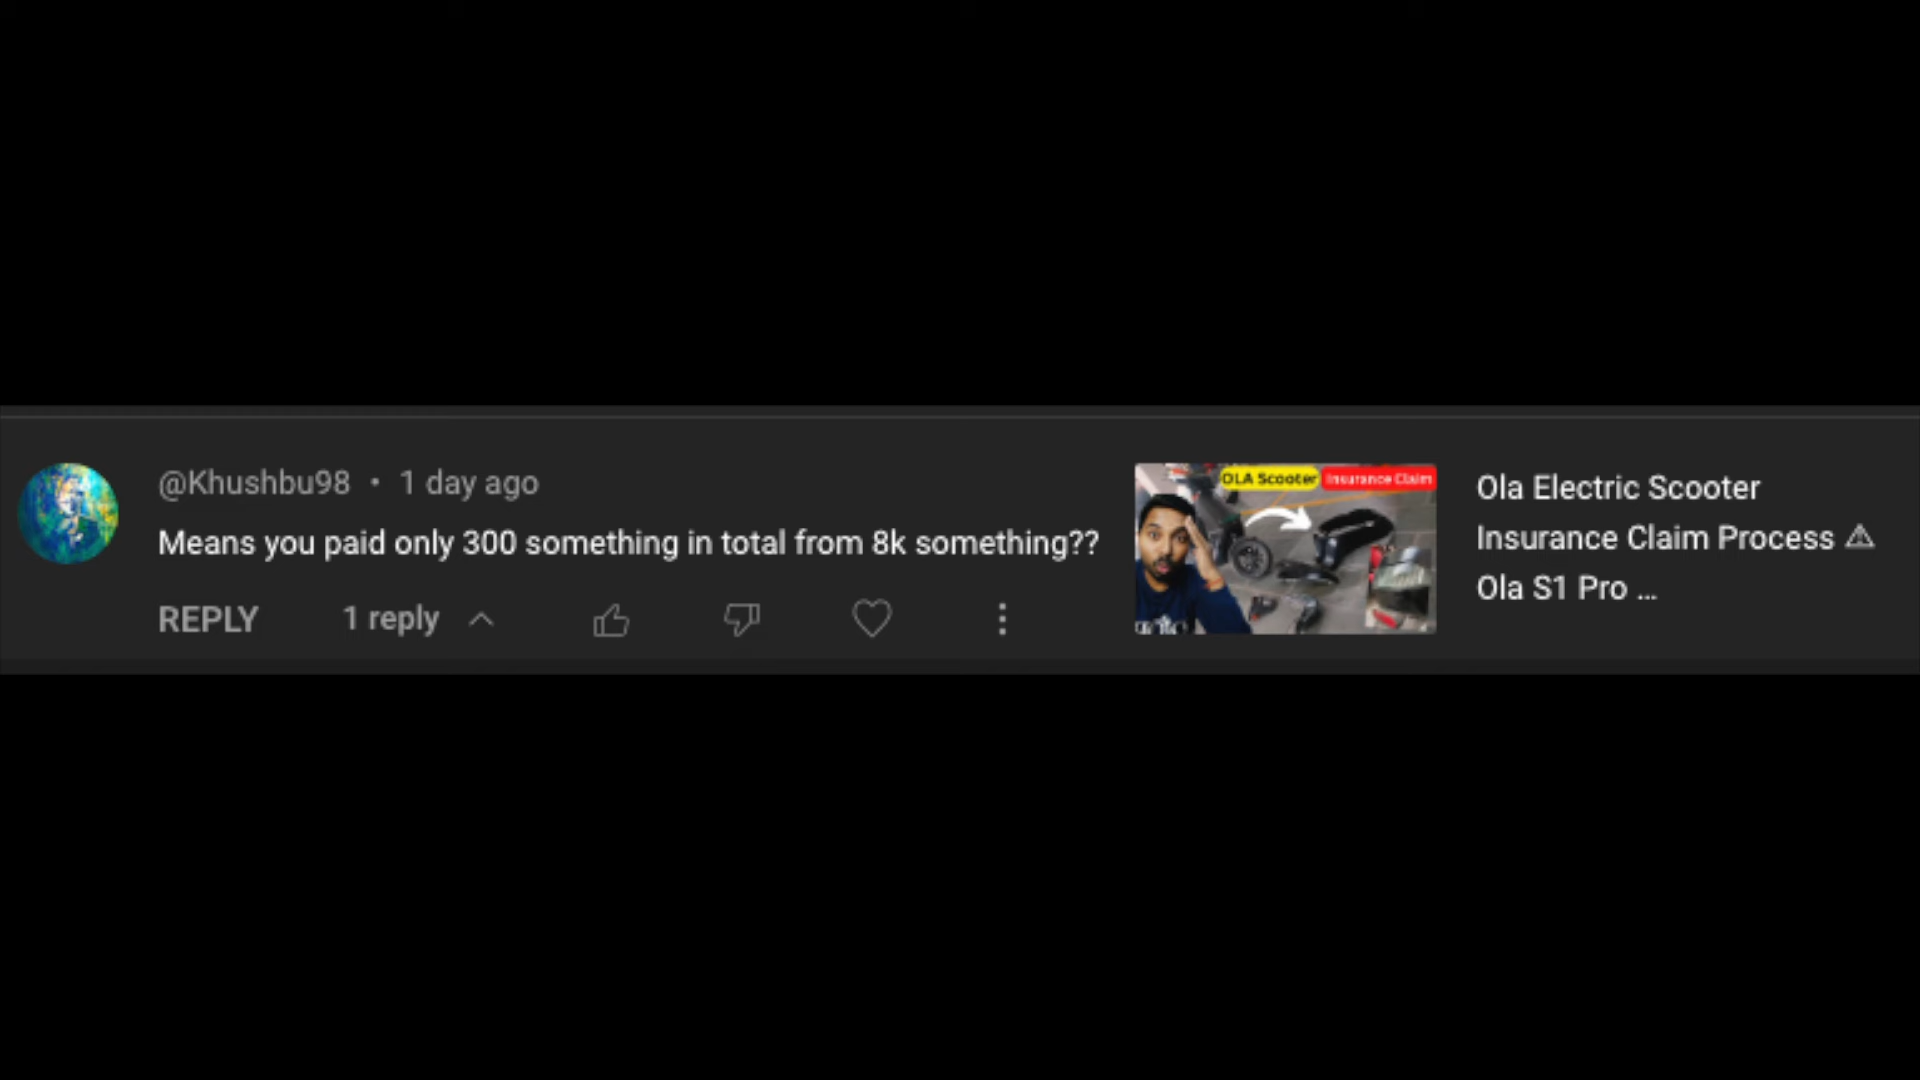 @Khushbu98 • 1 day ago
Means you paid only 300 something in total from 8k something??
REPLY 1 reply
OLA Scooter Insurance Claim
Ola Electric Scooter
Insurance Claim Process ⚠
Ola S1 Pro ...